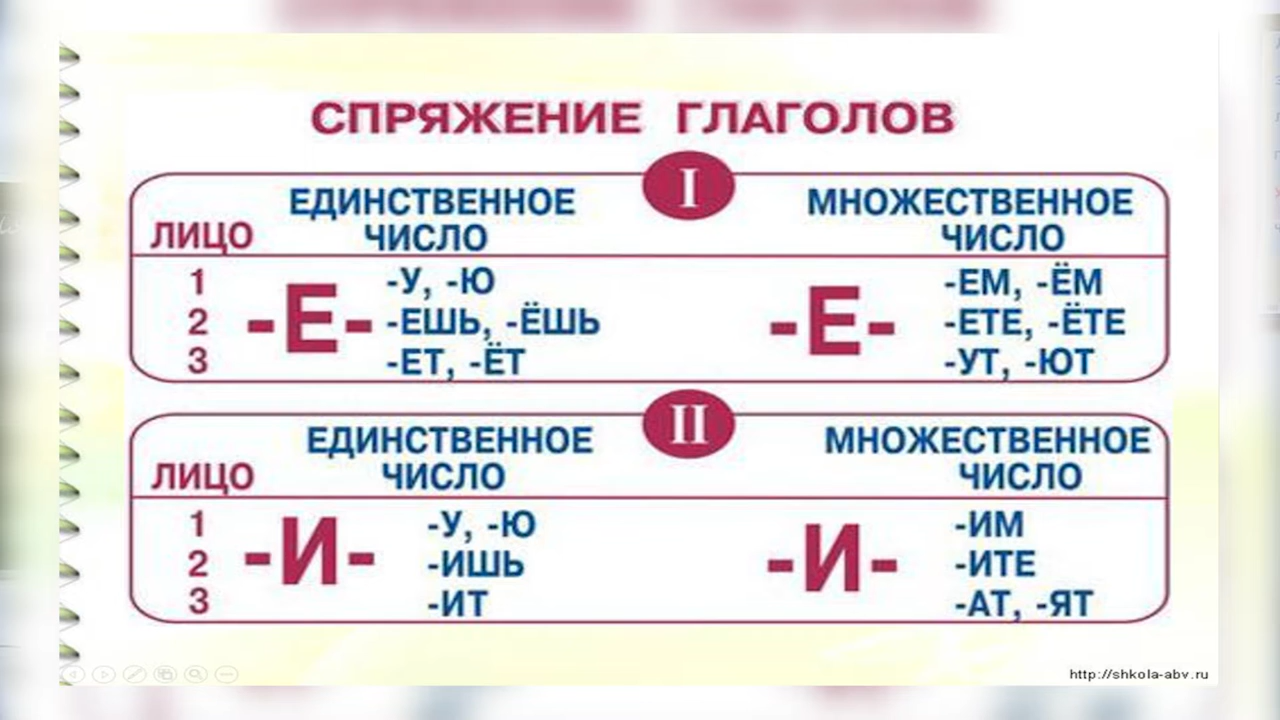 СПРЯЖЕНИЕ ГЛАГОЛОВ
I
ЕДИНСТВЕННОЕ МНОЖЕСТВЕННОЕ
ЛИЦО ЧИСЛО ЧИСЛО
1 -У, -Ю -ЕМ, -ЁМ
2 -Е- -ЕШЬ, -ЁШЬ -Е- -ЕТЕ, -ЁТЕ
3 -ЕТ, -ЁТ -УТ, -ЮТ
II
ЕДИНСТВЕННОЕ МНОЖЕСТВЕННОЕ
ЛИЦО ЧИСЛО ЧИСЛО
1 -У, -Ю -ИМ
2 -И- -ИШЬ -И- -ИТЕ
3 -ИТ -АТ, -ЯТ
http://shkola-abv.ru